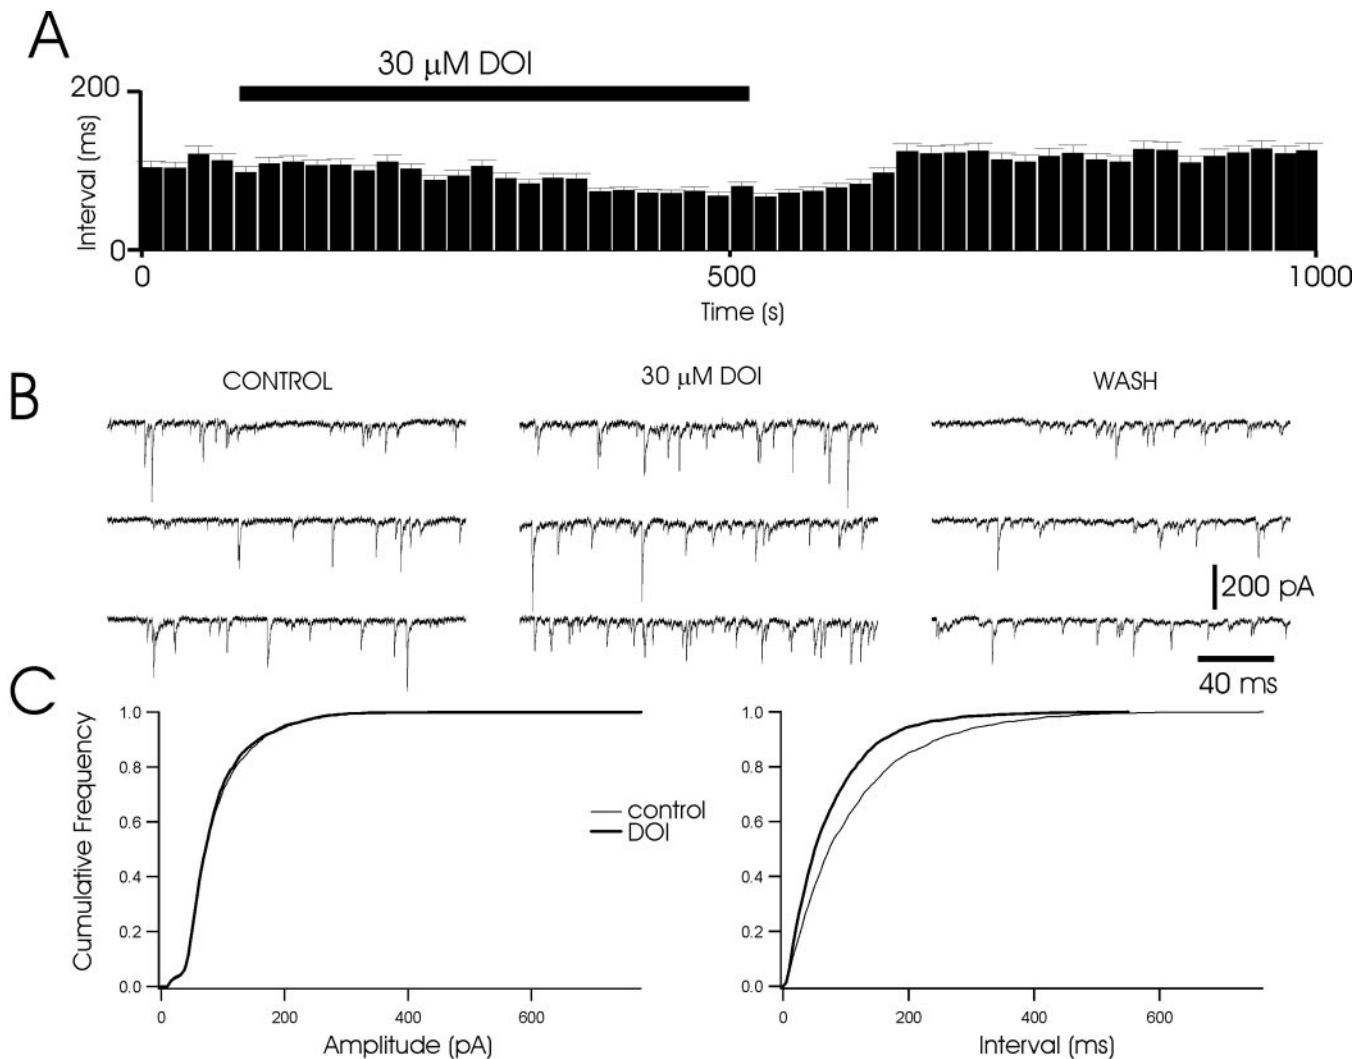 A
30 μM DOI
200
Interval (ms)
0
0
500
1000
Time (s)
B
CONTROL
30 μM DOI
WASH
200 pA
40 ms
C
Cumulative Frequency
1.0
0.8
0.6
0.4
0.2
0.0
0
200
400
600
Amplitude (pA)
control
DOI
1.0
0.8
0.6
0.4
0.2
0.0
0
200
400
600
Interval (ms)